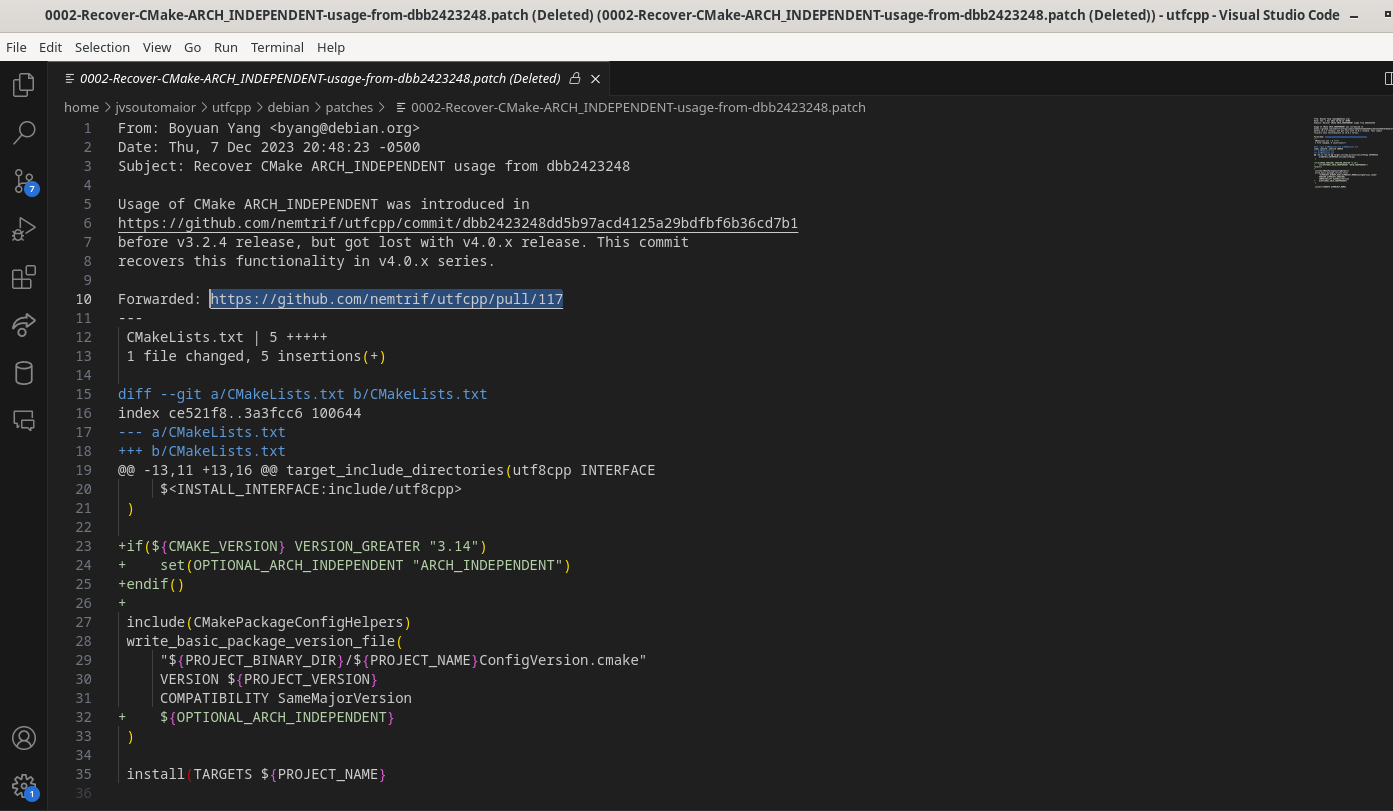 0002-Recover-CMake-ARCH_INDEPENDENT-usage-from-dbb2423248.patch (Deleted) (0002-Recover-CMake-ARCH_INDEPENDENT-usage-from-dbb2423248.patch (Deleted)) - utfcpp - Visual Studio Code
File Edit Selection View Go Run Terminal Help
0002-Recover-CMake-ARCH_INDEPENDENT-usage-from-dbb2423248.patch (Deleted)
home > jvsoutomaior > utfcpp > debian > patches > 0002-Recover-CMake-ARCH_INDEPENDENT-usage-from-dbb2423248.patch
1 From: Boyuan Yang <byang@debian.org>
2 Date: Thu, 7 Dec 2023 20:48:23 -0500
3 Subject: Recover CMake ARCH_INDEPENDENT usage from dbb2423248
4
5 Usage of CMake ARCH_INDEPENDENT was introduced in
6 https://github.com/nemtrif/utfcpp/commit/dbb2423248dd5b97acd4125a29bdfbf6b36cd7b1
7 before v3.2.4 release, but got lost with v4.0.x release. This commit
8 recovers this functionality in v4.0.x series.
9
10 Forwarded: https://github.com/nemtrif/utfcpp/pull/117
11 ---
12  CMakeLists.txt | 5 +++++
13  1 file changed, 5 insertions(+)
14
15 diff --git a/CMakeLists.txt b/CMakeLists.txt
16 index ce521f8..3a3fcc6 100644
17 --- a/CMakeLists.txt
18 +++ b/CMakeLists.txt
19 @@ -13,11 +13,16 @@ target_include_directories(utf8cpp INTERFACE
20      $<INSTALL_INTERFACE:include/utf8cpp>
21  )
22
23 +if(${CMAKE_VERSION} VERSION_GREATER "3.14")
24 +    set(OPTIONAL_ARCH_INDEPENDENT "ARCH_INDEPENDENT")
25 +endif()
26 +
27  include(CMakePackageConfigHelpers)
28  write_basic_package_version_file(
29      "${PROJECT_BINARY_DIR}/${PROJECT_NAME}ConfigVersion.cmake"
30      VERSION ${PROJECT_VERSION}
31      COMPATIBILITY SameMajorVersion
32 +    ${OPTIONAL_ARCH_INDEPENDENT}
33  )
34
35  install(TARGETS ${PROJECT_NAME}
36
7
1